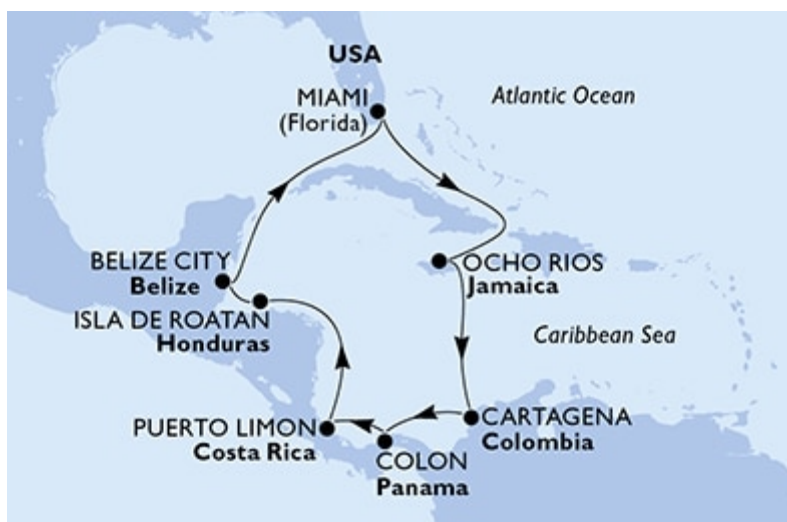 USA
MIAMI
(Florida)
Atlantic Ocean
BELIZE CITY
Belize
OCHO RIOS
Jamaica
ISLA DE ROATAN
Honduras
Caribbean Sea
PUERTO LIMON
Costa Rica
CARTAGENA
Colombia
COLON
Panama